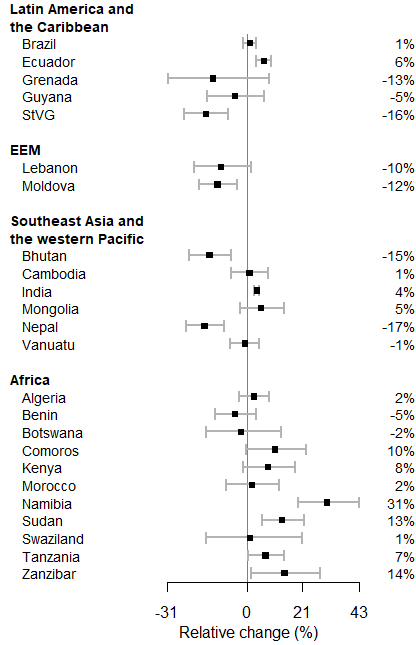 Latin America and
the Caribbean
Brazil 1%
Ecuador 6%
Grenada -13%
Guyana -5%
StVG -16%
EEM
Lebanon -10%
Moldova -12%
Southeast Asia and
the western Pacific
Bhutan -15%
Cambodia 1%
India 4%
Mongolia 5%
Nepal -17%
Vanuatu -1%
Africa
Algeria 2%
Benin -5%
Botswana -2%
Comoros 10%
Kenya 8%
Morocco 2%
Namibia 31%
Sudan 13%
Swaziland 1%
Tanzania 7%
Zanzibar 14%
-31 0 21 43
Relative change (%)